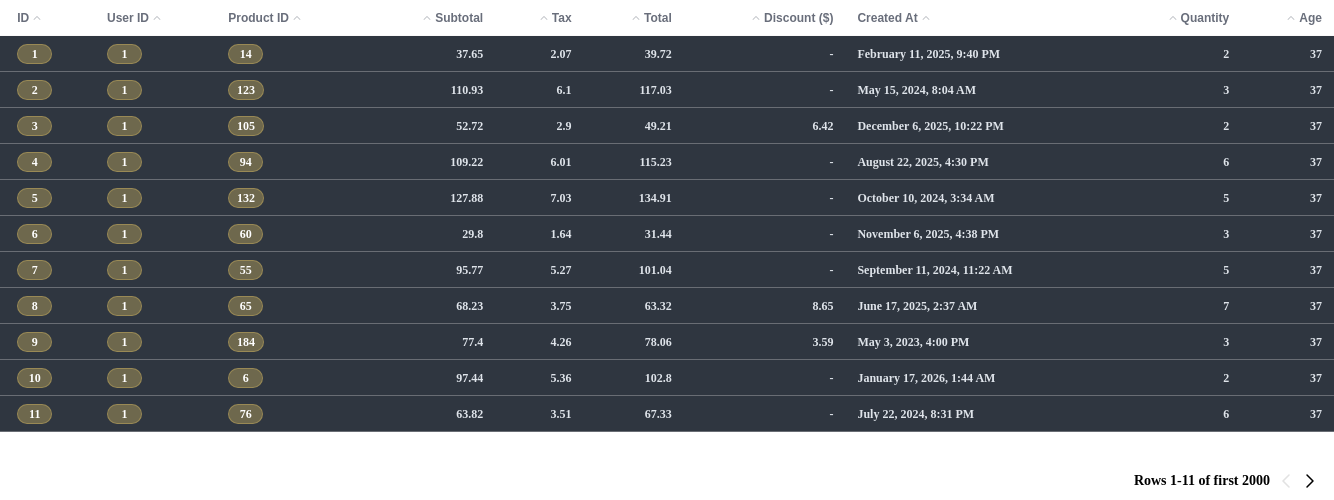 ID User ID Product ID Subtotal Tax Total Discount ($) Created At Quantity Age
1 1 14 37.65 2.07 39.72 - February 11, 2025, 9:40 PM 2 37
2 1 123 110.93 6.1 117.03 - May 15, 2024, 8:04 AM 3 37
3 1 105 52.72 2.9 49.21 6.42 December 6, 2025, 10:22 PM 2 37
4 1 94 109.22 6.01 115.23 - August 22, 2025, 4:30 PM 6 37
5 1 132 127.88 7.03 134.91 - October 10, 2024, 3:34 AM 5 37
6 1 60 29.8 1.64 31.44 - November 6, 2025, 4:38 PM 3 37
7 1 55 95.77 5.27 101.04 - September 11, 2024, 11:22 AM 5 37
8 1 65 68.23 3.75 63.32 8.65 June 17, 2025, 2:37 AM 7 37
9 1 184 77.4 4.26 78.06 3.59 May 3, 2023, 4:00 PM 3 37
10 1 6 97.44 5.36 102.8 - January 17, 2026, 1:44 AM 2 37
11 1 76 63.82 3.51 67.33 - July 22, 2024, 8:31 PM 6 37
Rows 1-11 of first 2000